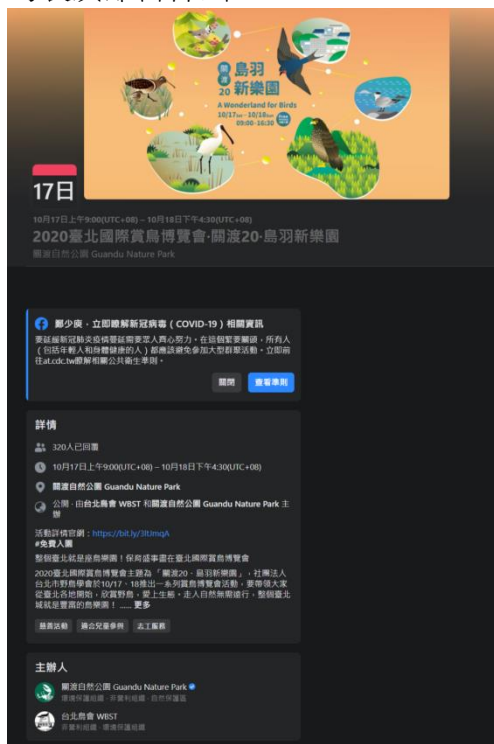 關渡
20
島羽
新樂園
A Wonderland for Birds
10/17 Sat. - 10/18 Sun.
09:00-16:30
17日
10月17日上午9:00(UTC+08) – 10月18日下午4:30(UTC+08)
2020臺北國際賞鳥博覽會·關渡20·島羽新樂園
關渡自然公園 Guandu Nature Park
鄭少庾，立即瞭解新冠病毒（COVID-19）相關資訊
要延緩新冠肺炎疫情蔓延需要眾人齊心努力。在這個緊要關頭，所有人
（包括年輕人和身體健康的人）都應該避免參加大型群聚活動。立即前
往at.cdc.tw瞭解相關公共衛生準則。
關閉
查看準則
詳情
320人已回覆
10月17日上午9:00(UTC+08) – 10月18日下午4:30(UTC+08)
關渡自然公園 Guandu Nature Park
公開 · 由台北鳥會 WBST 和關渡自然公園 Guandu Nature Park 主
辦
活動詳情官網：https://bit.ly/3lUmqA
#免費入園
整個臺北就是座鳥樂園！保育盛事盡在臺北國際賞鳥博覽會
2020臺北國際賞鳥博覽會主題為「關渡20、島羽新樂園」，社團法人
台北市野鳥學會於10/17、18推出一系列賞鳥博覽會活動，要帶領大家
從臺北各地開始，欣賞野鳥，愛上生態。走入自然無需遠行，整個臺北
城就是豐富的鳥樂園！ ...... 更多
慈善活動
適合兒童參與
志工服務
主辦人
關渡自然公園 Guandu Nature Park
環境保護組織 · 非營利組織 · 自然保護區
台北鳥會 WBST
非營利組織 · 環境保護組織